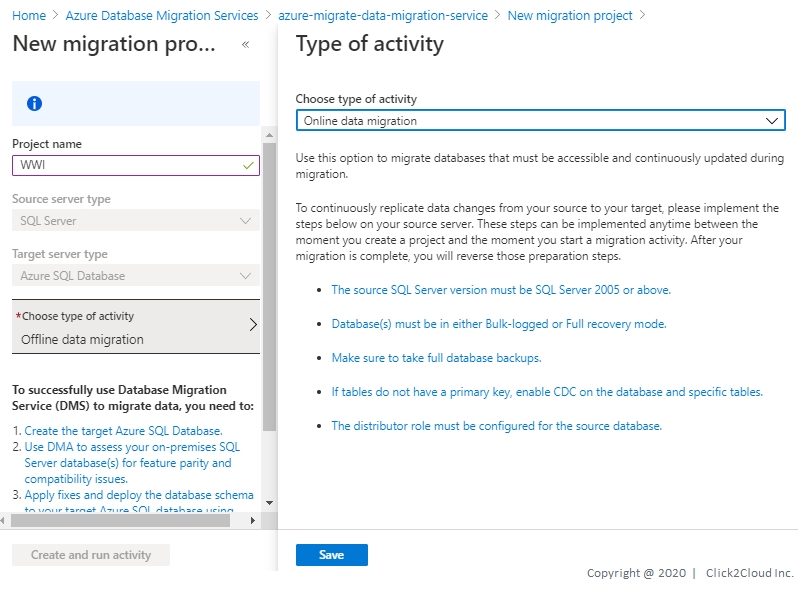 Home > Azure Database Migration Services > azure-migrate-data-migration-service > New migration project >
New migration pro... «
Project name
WWI
Source server type
SQL Server
Target server type
Azure SQL Database
*Choose type of activity
Offline data migration
To successfully use Database Migration
Service (DMS) to migrate data, you need to:
1. Create the target Azure SQL Database.
2. Use DMA to assess your on-premises SQL
Server database(s) for feature parity and
compatibility issues.
3. Apply fixes and deploy the database schema
to your target Azure SQL database using
Create and run activity
Type of activity
Choose type of activity
Online data migration
Use this option to migrate databases that must be accessible and continuously updated during
migration.
To continuously replicate data changes from your source to your target, please implement the
steps below on your source server. These steps can be implemented anytime between the
moment you create a project and the moment you start a migration activity. After your
migration is complete, you will reverse those preparation steps.
• The source SQL Server version must be SQL Server 2005 or above.
• Database(s) must be in either Bulk-logged or Full recovery mode.
• Make sure to take full database backups.
• If tables do not have a primary key, enable CDC on the database and specific tables.
• The distributor role must be configured for the source database.
Save
Copyright @ 2020 | Click2Cloud Inc.